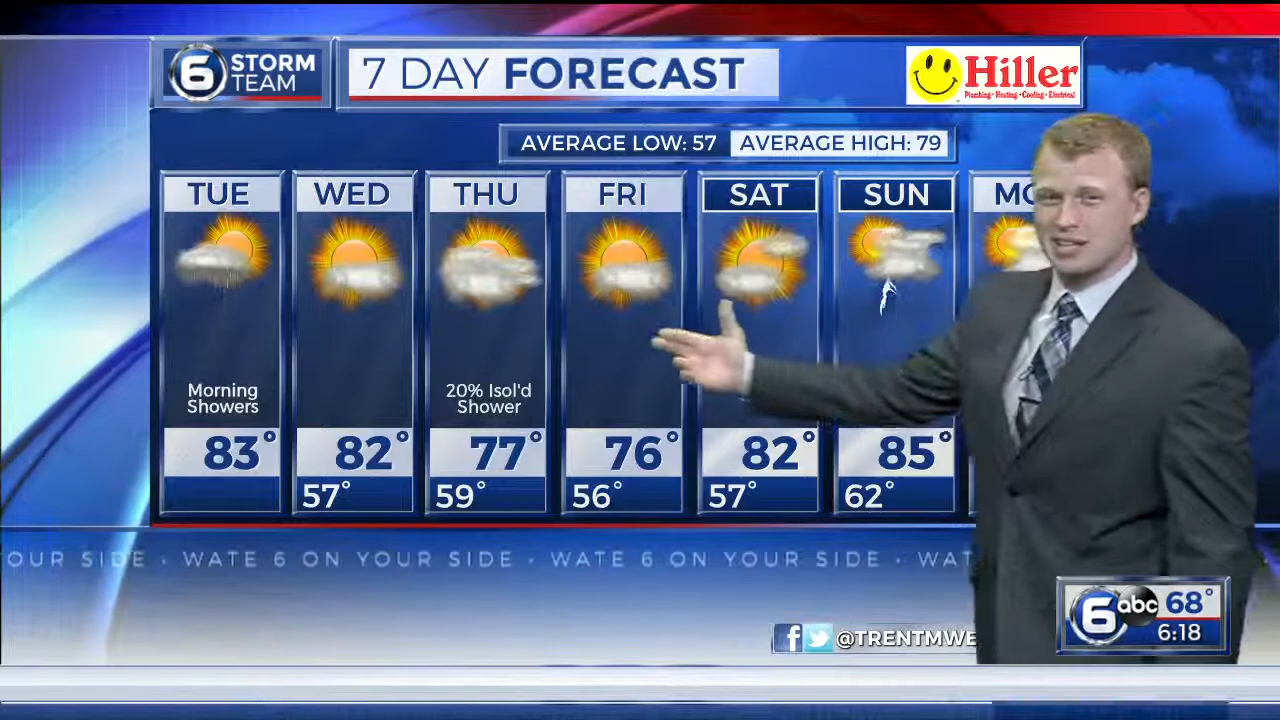 6 STORM TEAM
7 DAY FORECAST
Hiller
Plumbing • Heating • Cooling • Electrical
AVERAGE LOW: 57 AVERAGE HIGH: 79
TUE WED THU FRI SAT SUN MO
Morning Showers
20% Isol'd Shower
83° 82° 77° 76° 82° 85°
57° 59° 56° 57° 62°
OUR SIDE • WATE 6 ON YOUR SIDE • WATE 6 ON YOUR SIDE • WAT
f @TRENTMWE
6 abc 68°
6:18